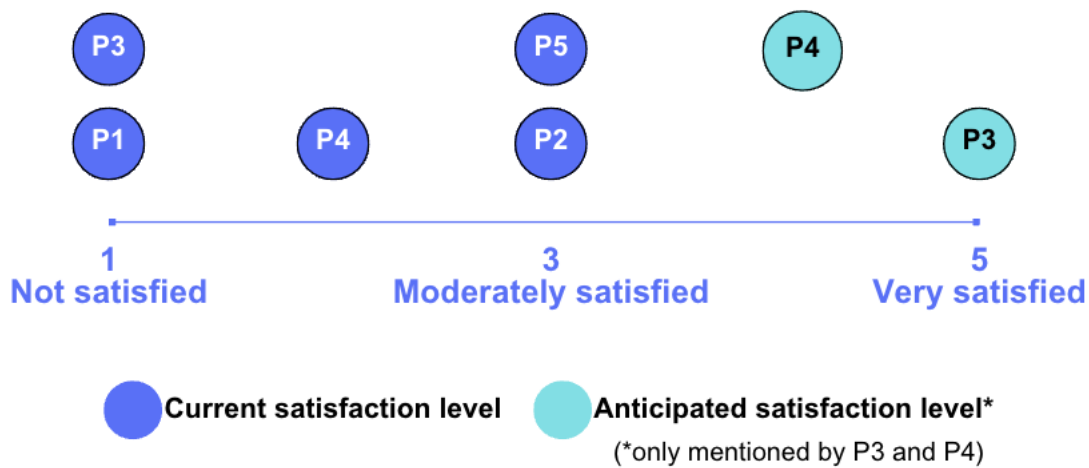 P3 P5 P4
P1 P4 P2 P3
1 3 5
Not satisfied Moderately satisfied Very satisfied
Current satisfaction level Anticipated satisfaction level*
(*only mentioned by P3 and P4)